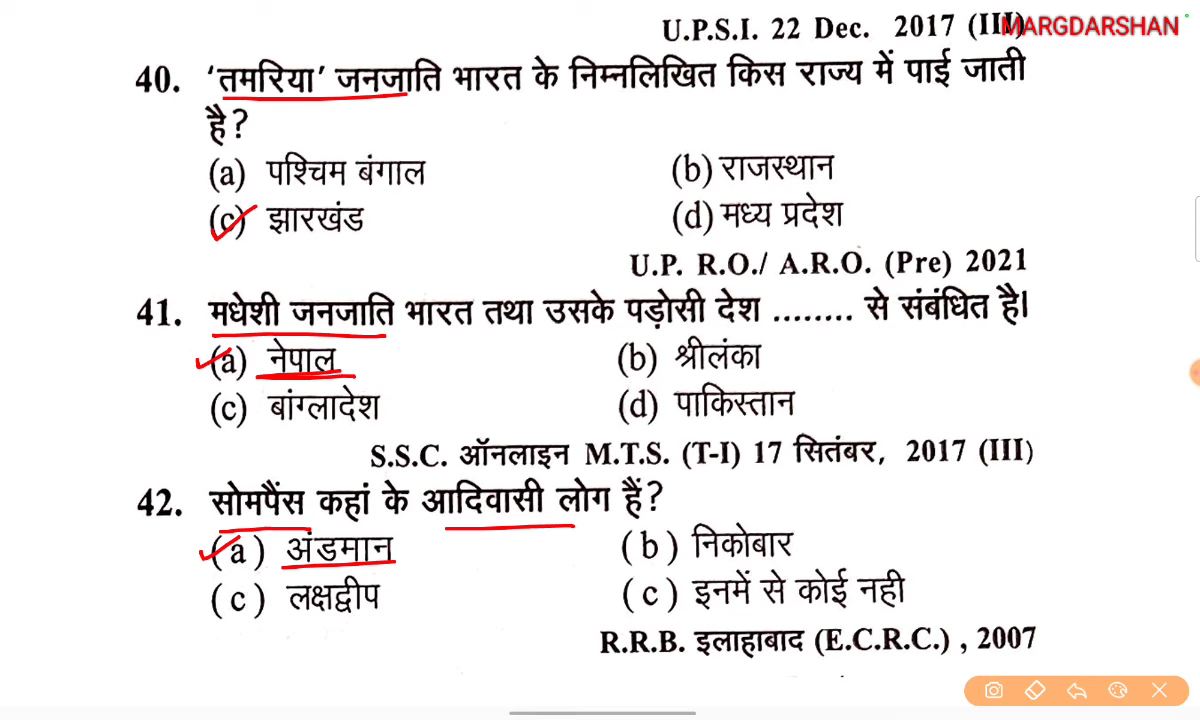 U.P.S.I. 22 Dec. 2017 (III)
MARGDARSHAN
40. 'तमरिया' जनजाति भारत के निम्नलिखित किस राज्य में पाई जाती
है?
(a) पश्चिम बंगाल (b) राजस्थान
(c) झारखंड (d) मध्य प्रदेश
U.P. R.O./ A.R.O. (Pre) 2021
41. मधेशी जनजाति भारत तथा उसके पड़ोसी देश ........ से संबंधित है।
(a) नेपाल (b) श्रीलंका
(c) बांग्लादेश (d) पाकिस्तान
S.S.C. ऑनलाइन M.T.S. (T-I) 17 सितंबर, 2017 (III)
42. सोमपैंस कहां के आदिवासी लोग हैं?
(a) अंडमान (b) निकोबार
(c) लक्षद्वीप (c) इनमें से कोई नही
R.R.B. इलाहाबाद (E.C.R.C.) , 2007